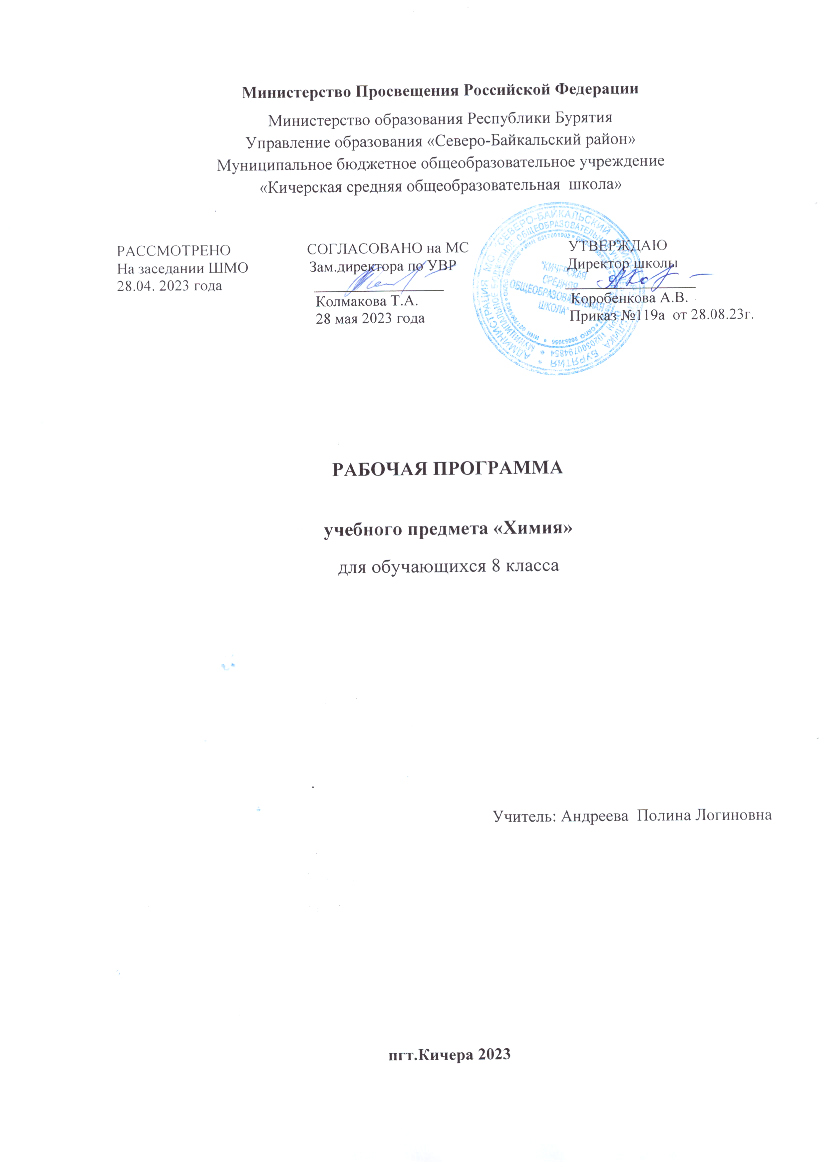 Министерство Просвещения Российской Федерации
Министерство образования Республики Бурятия
Управление образования «Северо-Байкальский район»
Муниципальное бюджетное общеобразовательное учреждение
«Кичерская средняя общеобразовательная школа»
РАССМОТРЕНО
На заседании ШМО
28.04. 2023 года
СОГЛАСОВАНО на МС
Зам.директора по УВР
Колмакова Т.А.
28 мая 2023 года
УТВЕРЖДАЮ
Директор школы
Коробенкова А.В.
Приказ №119а от 28.08.23г.
СРЕДНЯЯ
ОБЩЕОБРАЗОВАТЕЛЬНАЯ
ШКОЛА
РАБОЧАЯ ПРОГРАММА
учебного предмета «Химия»
для обучающихся 8 класса
Учитель: Андреева Полина Логиновна
пгт.Кичера 2023